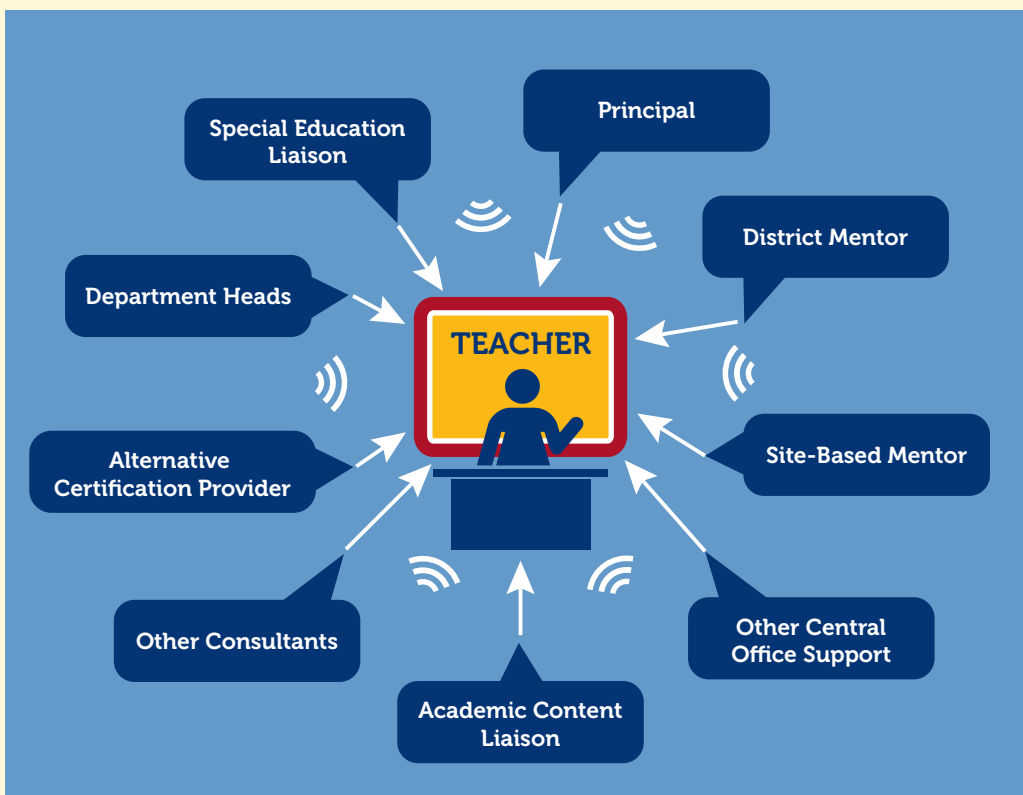 Principal
Special Education
Liaison
District Mentor
Department Heads
TEACHER
Alternative
Certification Provider
Site-Based Mentor
Other Consultants
Other Central
Office Support
Academic Content
Liaison